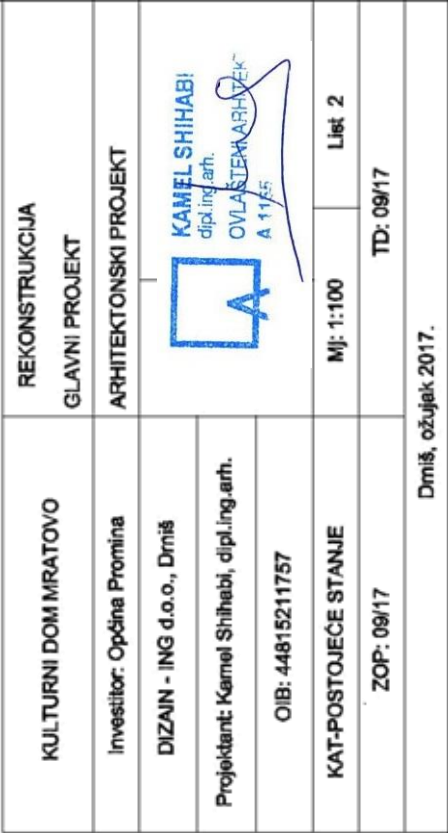 KULTURNI DOM MRATOVO
REKONSTRUKCIJA
GLAVNI PROJEKT
Investitor: Općina Promina
ARHITEKTONSKI PROJEKT
DIZAIN - ING d.o.o., Drniš
Projektant: Kamel Shihabi, dipl.ing.arh.
OIB: 44815211757
KAMEL SHIHABI
dipl.ing.arh.
OVLAŠTENI ARHITEKT
A 1165
KAT-POSTOJEĆE STANJE
Mj: 1:100
List 2
ZOP: 09/17
TD: 09/17
Drniš, ožujak 2017.